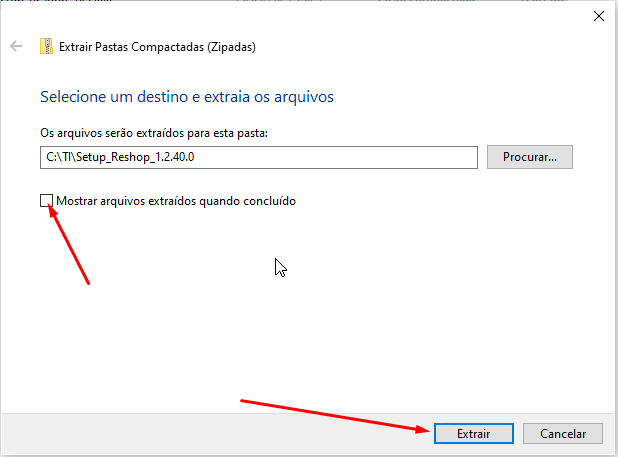 Extrair Pastas Compactadas (Zipadas)
Selecione um destino e extraia os arquivos
Os arquivos serão extraídos para esta pasta:
C:\TI\Setup_Reshop_1.2.40.0
Procurar...
Mostrar arquivos extraídos quando concluído
Extrair
Cancelar